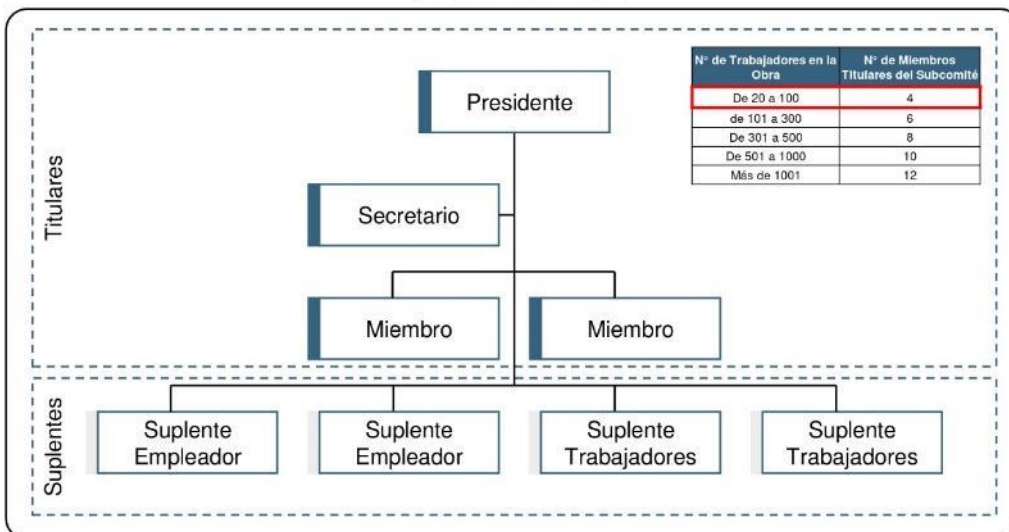 Titulares
Presidente
N° de Trabajadores en la
Obra
N° de Miembros
Titulares del Subcomité
De 20 a 100
4
de 101 a 300
6
De 301 a 500
8
De 501 a 1000
10
Más de 1001
12
Secretario
Miembro
Miembro
Suplentes
Suplente
Empleador
Suplente
Empleador
Suplente
Trabajadores
Suplente
Trabajadores